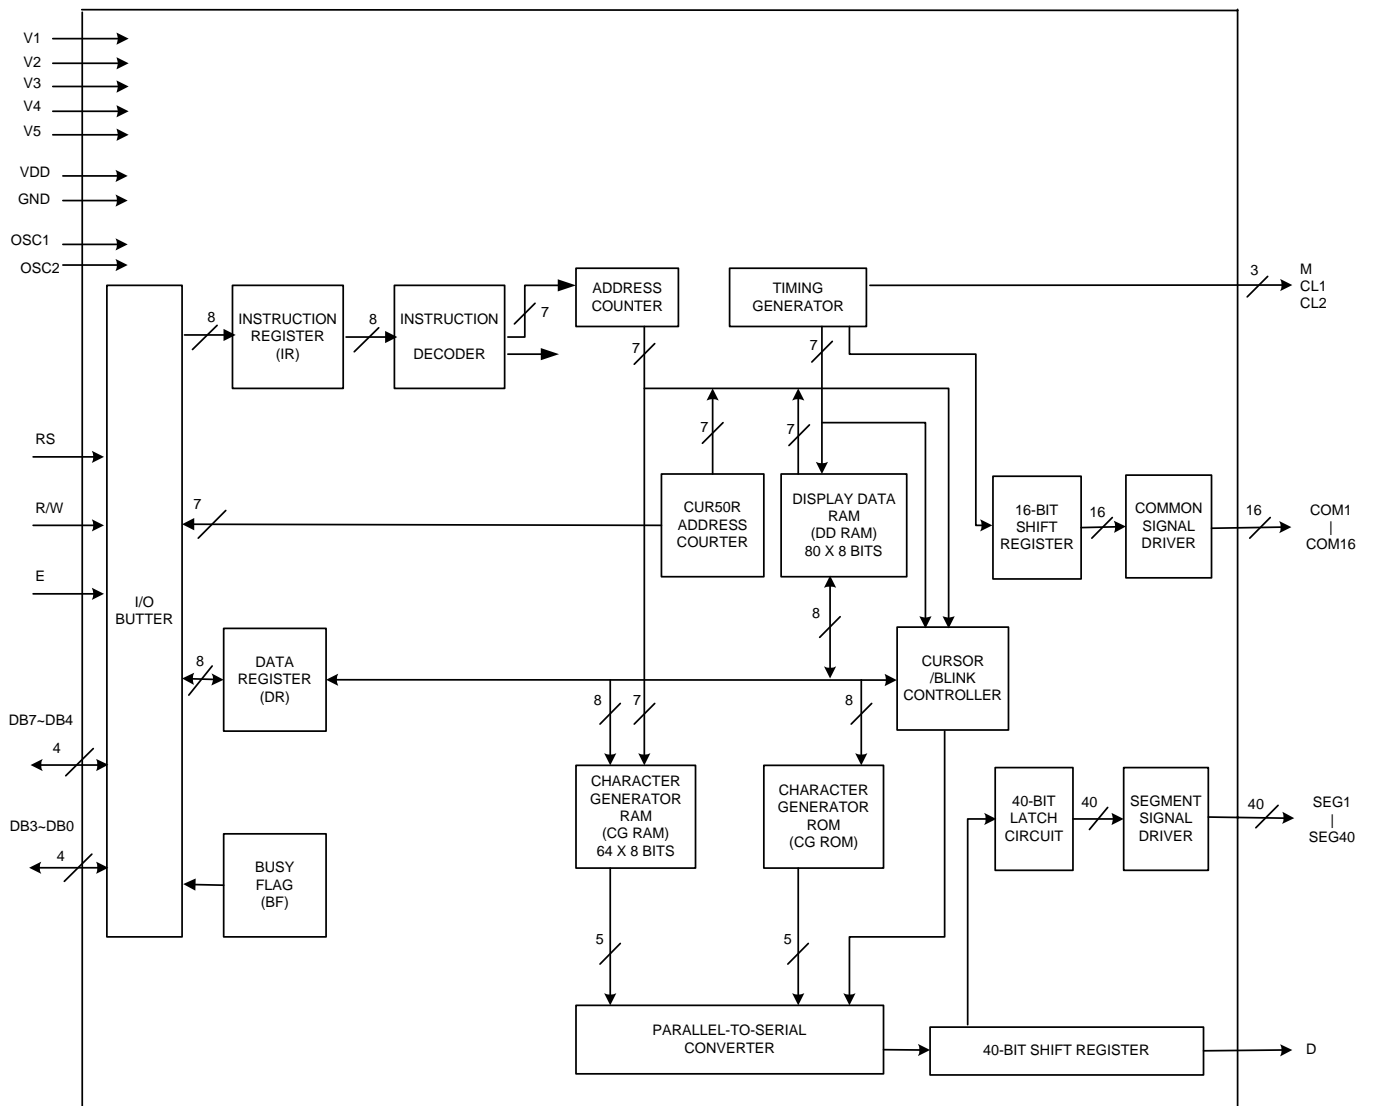 V1
V2
V3
V4
V5
VDD
GND
OSC1
OSC2
ADDRESS
COUNTER
TIMING
GENERATOR
3
M
CL1
CL2
8
INSTRUCTION
REGISTER
(IR)
8
INSTRUCTION
DECODER
7
7
7
RS
7
7
R/W
7
CUR50R
ADDRESS
COURTER
DISPLAY DATA
RAM
(DD RAM)
80 X 8 BITS
16-BIT
SHIFT
REGISTER
16
COMMON
SIGNAL
DRIVER
16
COM1
|
COM16
E
I/O
BUTTER
8
8
DATA
REGISTER
(DR)
CURSOR
/BLINK
CONTROLLER
8
7
8
DB7~DB4
4
CHARACTER
GENERATOR
RAM
(CG RAM)
64 X 8 BITS
CHARACTER
GENERATOR
ROM
(CG ROM)
40-BIT
LATCH
CIRCUIT
40
SEGMENT
SIGNAL
DRIVER
40
SEG1
|
SEG40
DB3~DB0
4
BUSY
FLAG
(BF)
5
5
PARALLEL-TO-SERIAL
CONVERTER
40-BIT SHIFT REGISTER
D